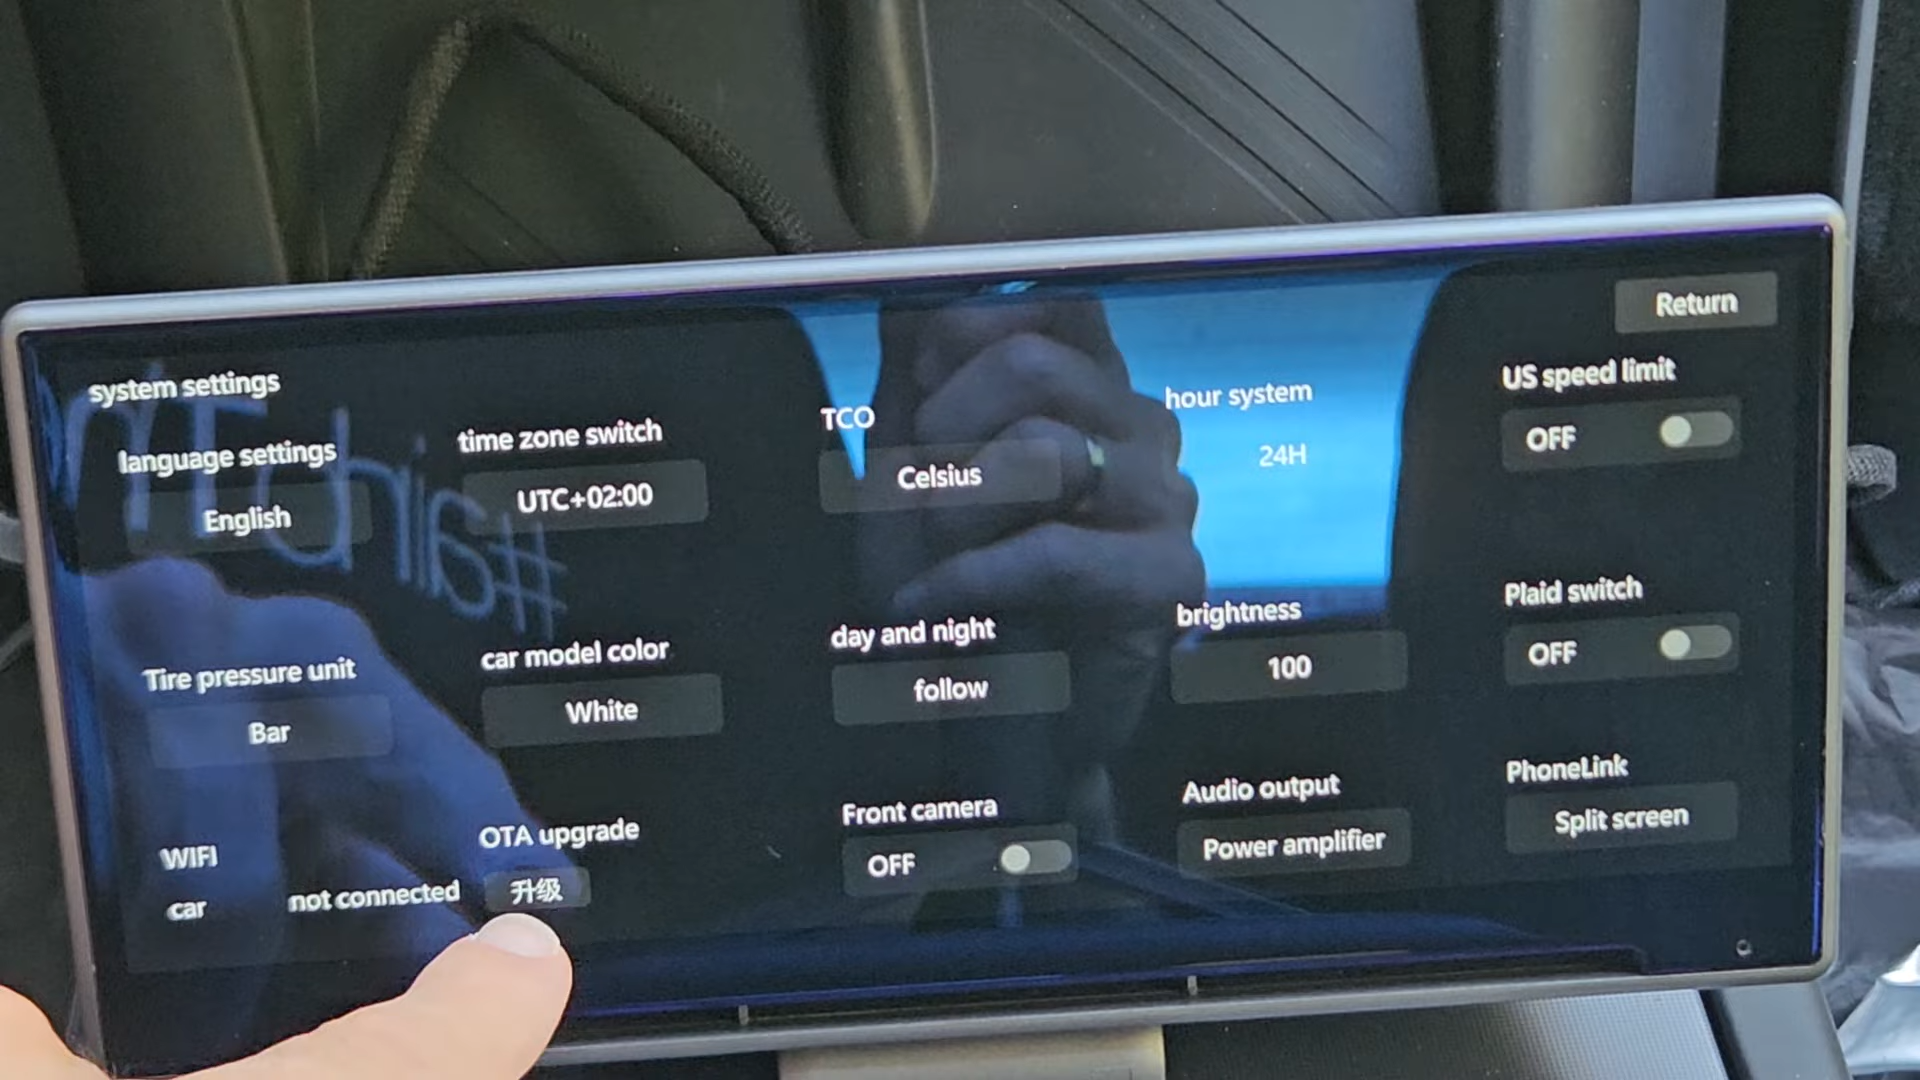 Return
system settings
language settings
English
time zone switch
UTC+02:00
TCO
Celsius
hour system
24H
US speed limit
OFF
Tire pressure unit
Bar
car model color
White
day and night
follow
brightness
100
Plaid switch
OFF
WIFI
car
not connected
OTA upgrade
升级
Front camera
OFF
Audio output
Power amplifier
PhoneLink
Split screen